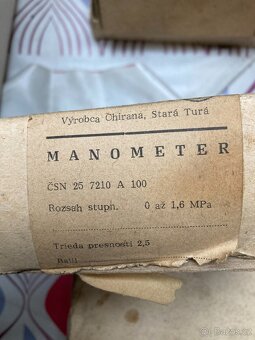 Výrobca Chirana, Stará Turá
MANOMETER
ČSN 25 7210 A 100
Rozsah stupn. 0 až 1,6 MPa
Trieda presnosti 2,5
Balil